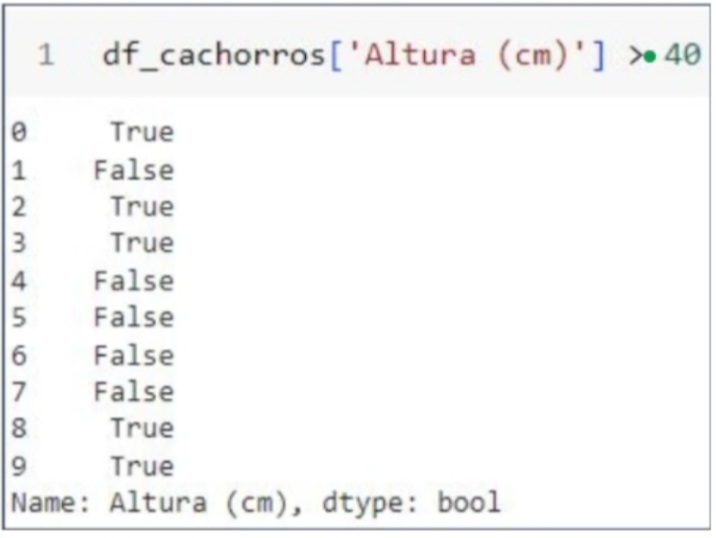 1 df_cachorros['Altura (cm)'] > 40
0 True
1 False
2 True
3 True
4 False
5 False
6 False
7 False
8 True
9 True
Name: Altura (cm), dtype: bool